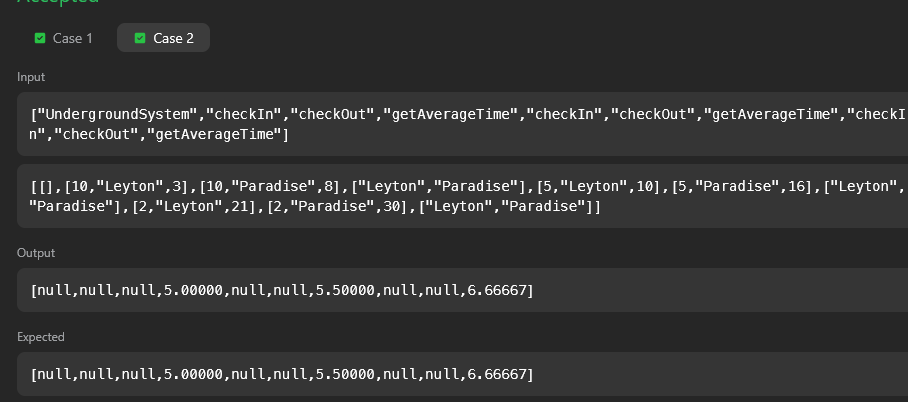 Accepted
Case 1
Case 2
Input
["UndergroundSystem","checkIn","checkOut","getAverageTime","checkIn","checkOut","getAverageTime","checkI
n","checkOut","getAverageTime"]
[[],[10,"Leyton",3],[10,"Paradise",8],["Leyton","Paradise"],[5,"Leyton",10],[5,"Paradise",16],["Leyton",
"Paradise"],[2,"Leyton",21],[2,"Paradise",30],["Leyton","Paradise"]]
Output
[null,null,null,5.00000,null,null,5.50000,null,null,6.66667]
Expected
[null,null,null,5.00000,null,null,5.50000,null,null,6.66667]